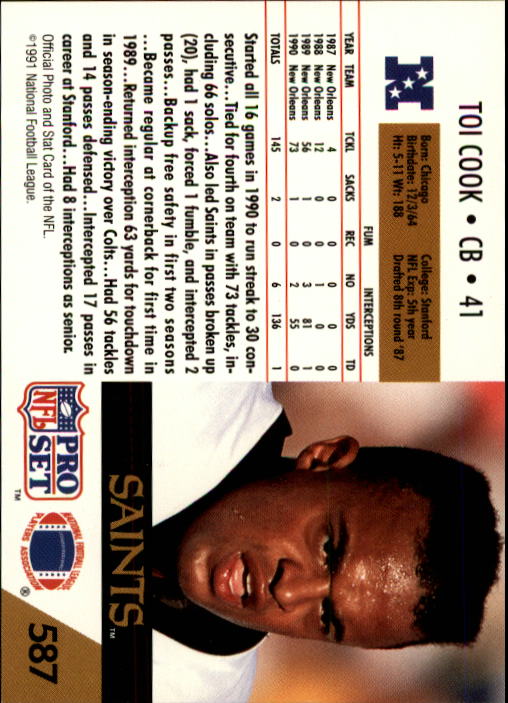 TOI COOK • CB • 41
N
Born: Chicago
Birthdate: 12/3/64
Ht: 5-11 Wt: 188
College: Stanford
NFL Exp: 5th year
Drafted 8th round '87
FUM INTERCEPTIONS
YEAR TEAM TCKL SACKS REC NO YDS TD
1987 New Orleans 4 0 0 0 0 0
1988 New Orleans 12 0 0 1 0 0
1989 New Orleans 56 1 0 3 81 1
1990 New Orleans 73 1 0 2 55 0
TOTALS 145 2 0 6 136 1
Started all 16 games in 1990 to run streak to 30 con-
secutive...Tied for fourth on team with 73 tackles, in-
cluding 66 solos...Also led Saints in passes broken up
(20), had 1 sack, forced 1 fumble, and intercepted 2
passes...Backup free safety in first two seasons
...Became regular at cornerback for first time in
1989...Returned interception 63 yards for touchdown
in season-ending victory over Colts...Had 56 tackles
and 14 passes defensed...Intercepted 17 passes in
career at Stanford...Had 8 interceptions as senior.
Official Photo and Stat Card of the NFL.
©1991 National Football League.
SAINTS™
PRO
NFL SET™
NATIONAL FOOTBALL LEAGUE
PLAYERS ASSOCIATION
®
587